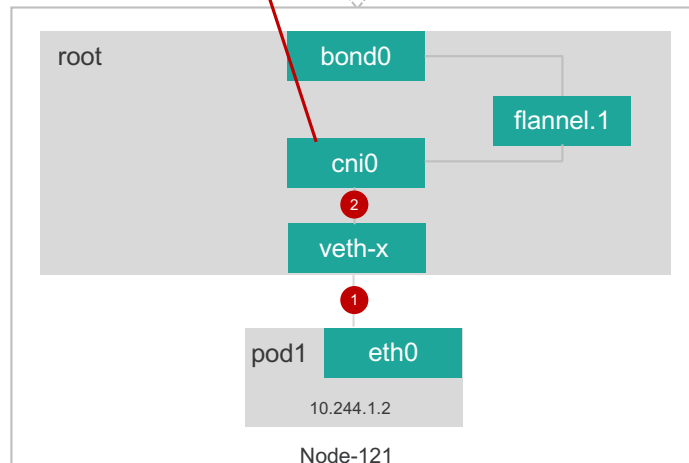 root
bond0
flannel.1
cni0
2
veth-x
1
pod1
eth0
10.244.1.2
Node-121